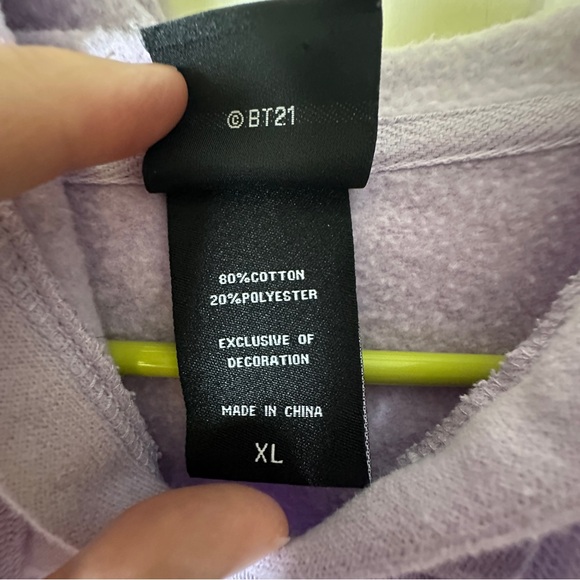 ©BT21
80%COTTON
20%POLYESTER
EXCLUSIVE OF
DECORATION
MADE IN CHINA
XL